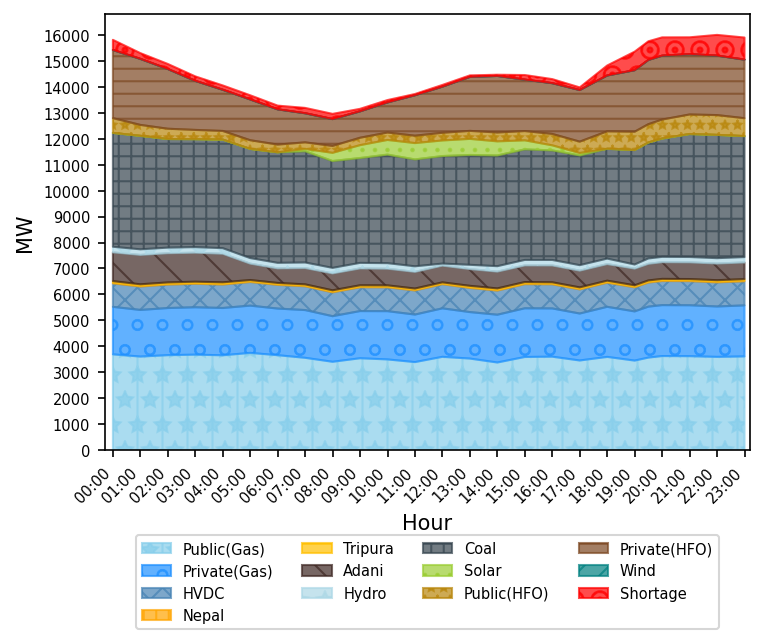 16000
15000
14000
13000
12000
11000
10000
9000
8000
7000
6000
5000
4000
3000
2000
1000
0
MW
00:00 01:00 02:00 03:00 04:00 05:00 06:00 07:00 08:00 09:00 10:00 11:00 12:00 13:00 14:00 15:00 16:00 17:00 18:00 19:00 20:00 21:00 22:00 23:00
Hour
Public(Gas) Tripura Coal Private(HFO)
Private(Gas) Adani Solar Wind
HVDC Hydro Public(HFO) Shortage
Nepal